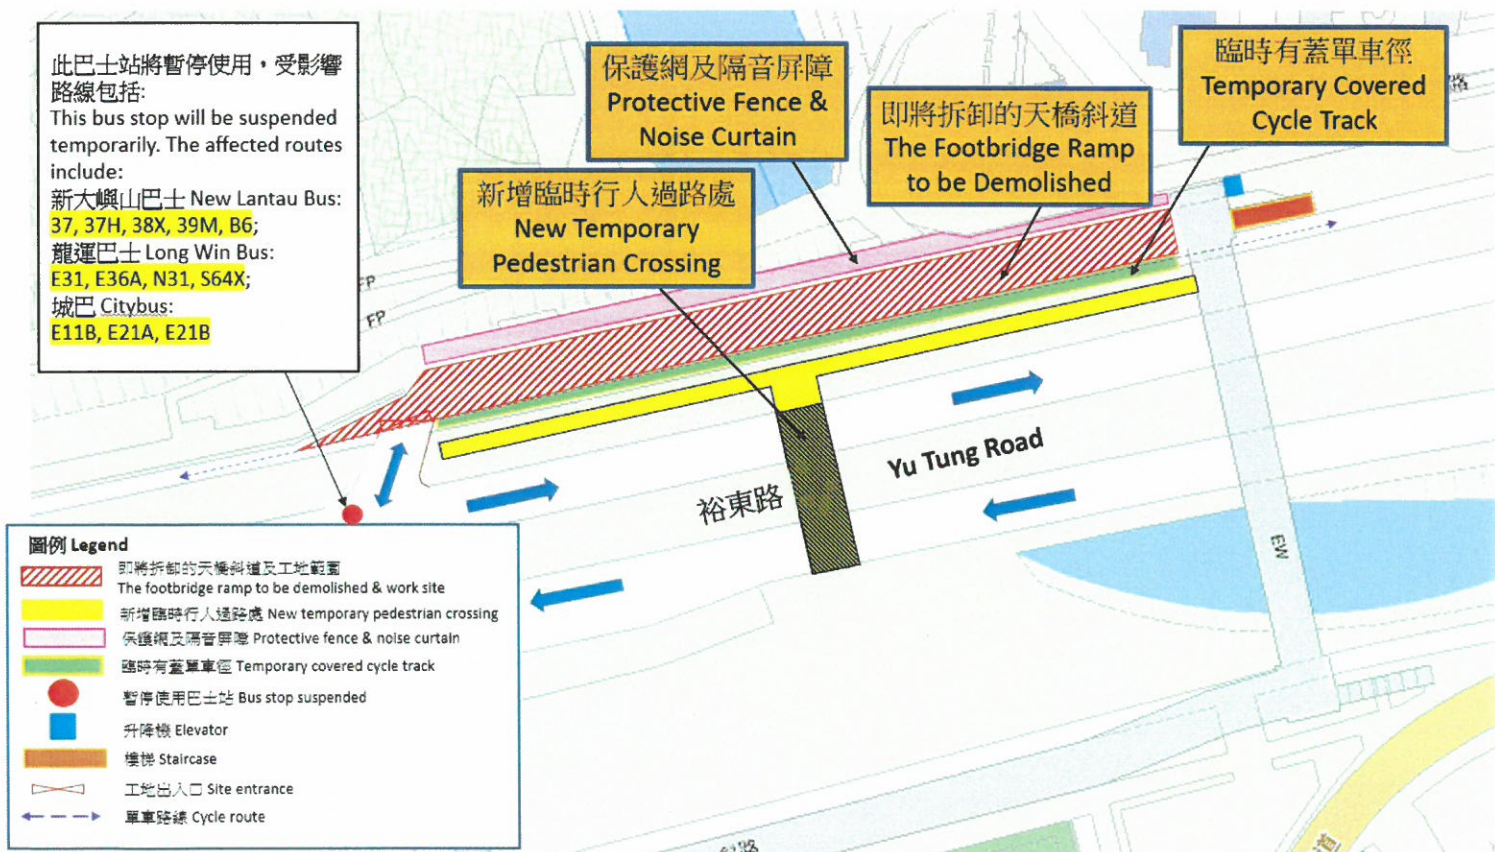 此巴士站將暫停使用，受影響
路線包括:
This bus stop will be suspended
temporarily. The affected routes
include:
新大嶼山巴士 New Lantau Bus:
37, 37H, 38X, 39M, B6;
龍運巴士 Long Win Bus:
E31, E36A, N31, S64X;
城巴 Citybus:
E11B, E21A, E21B
保護網及隔音屏障
Protective Fence &
Noise Curtain
新增臨時行人過路處
New Temporary
Pedestrian Crossing
即將拆卸的天橋斜道
The Footbridge Ramp
to be Demolished
臨時有蓋單車徑
Temporary Covered
Cycle Track
路
FP
FP
Yu Tung Road
裕東路
EW
圖例 Legend
即將拆卸的天橋斜道及工地範圍
The footbridge ramp to be demolished & work site
新增臨時行人過路處 New temporary pedestrian crossing
保護網及隔音屏障 Protective fence & noise curtain
臨時有蓋單車徑 Temporary covered cycle track
暫停使用巴士站 Bus stop suspended
升降機 Elevator
樓梯 Staircase
工地出入口 Site entrance
單車路線 Cycle route
路
道